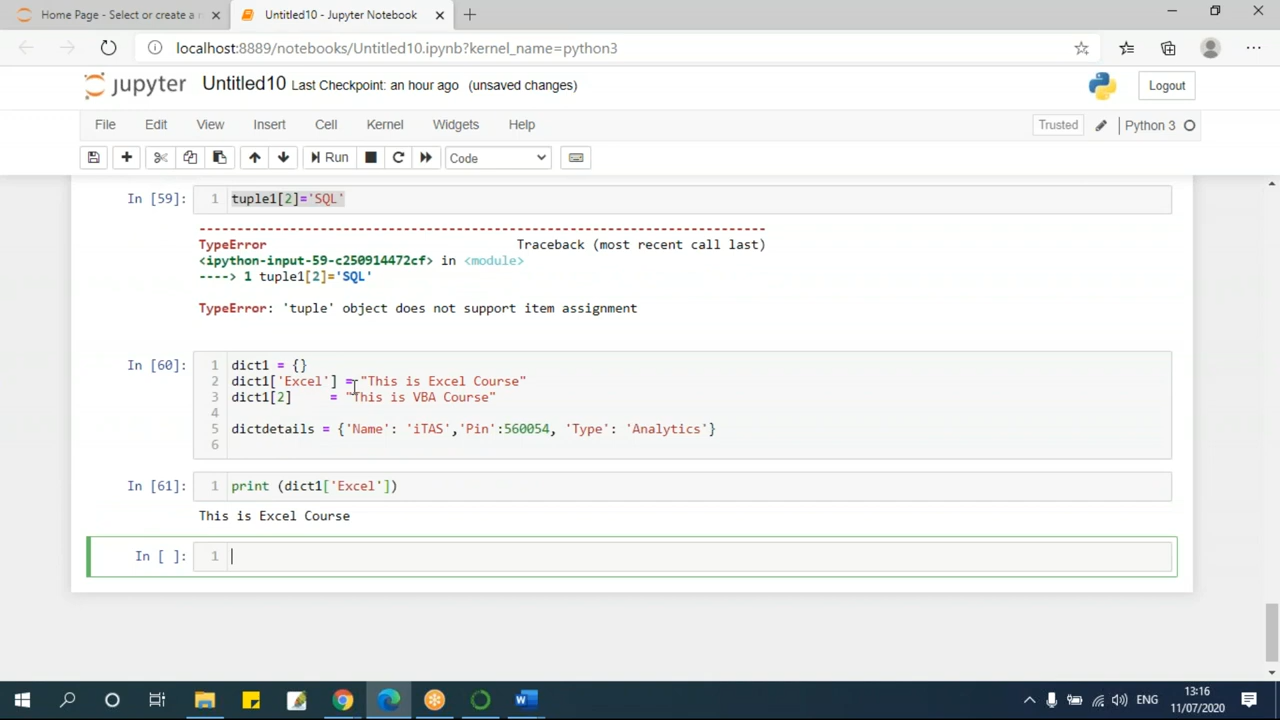 Home Page - Select or create a n
Untitled10 - Jupyter Notebook
localhost:8889/notebooks/Untitled10.ipynb?kernel_name=python3
jupyter Untitled10 Last Checkpoint: an hour ago (unsaved changes)
Logout
File Edit View Insert Cell Kernel Widgets Help
Trusted
Python 3
Run
Code
In [59]: 1 tuple1[2]='SQL'
---------------------------------------------------------------------------
TypeError Traceback (most recent call last)
<ipython-input-59-c250914472cf> in <module>
----> 1 tuple1[2]='SQL'
TypeError: 'tuple' object does not support item assignment
In [60]: 1 dict1 = {}
2 dict1['Excel'] = "This is Excel Course"
3 dict1[2] = "This is VBA Course"
4
5 dictdetails = {'Name': 'iTAS','Pin':560054, 'Type': 'Analytics'}
6
In [61]: 1 print (dict1['Excel'])
This is Excel Course
In [ ]: 1
ENG
13:16
11/07/2020